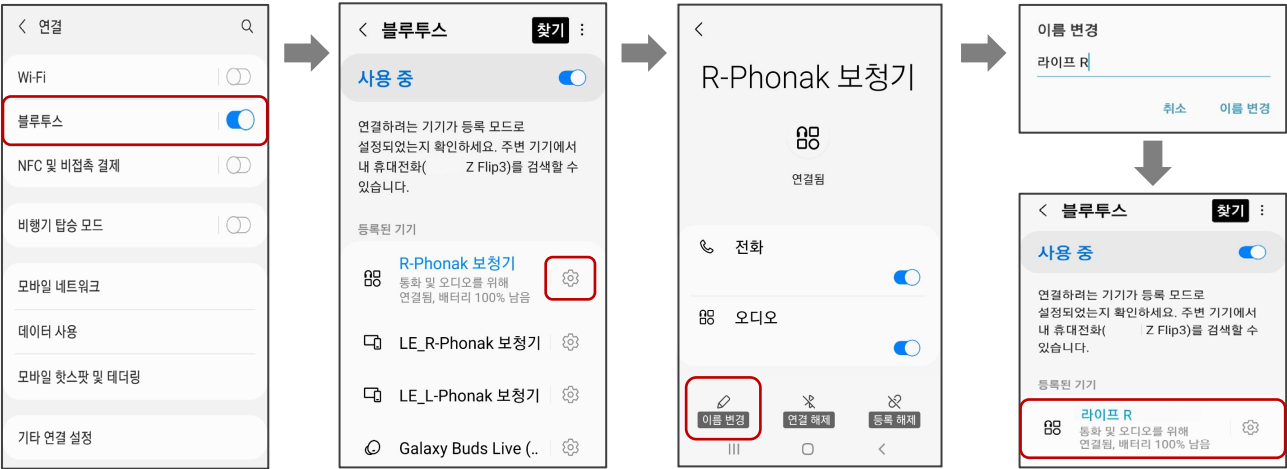 연결
Wi-Fi
블루투스
NFC 및 비접촉 결제
비행기 탑승 모드
모바일 네트워크
데이터 사용
모바일 핫스팟 및 테더링
기타 연결 설정
블루투스 찾기
사용 중
연결하려는 기기가 등록 모드로
설정되었는지 확인하세요. 주변 기기에서
내 휴대전화( Z Flip3)를 검색할 수
있습니다.
등록된 기기
R-Phonak 보청기
통화 및 오디오를 위해
연결됨, 배터리 100% 남음
LE_R-Phonak 보청기
LE_L-Phonak 보청기
Galaxy Buds Live (..
R-Phonak 보청기
연결됨
전화
오디오
이름 변경 연결 해제 등록 해제
이름 변경
라이프 R
취소 이름 변경
블루투스 찾기
사용 중
연결하려는 기기가 등록 모드로
설정되었는지 확인하세요. 주변 기기에서
내 휴대전화( Z Flip3)를 검색할 수
있습니다.
등록된 기기
라이프 R
통화 및 오디오를 위해
연결됨, 배터리 100% 남음